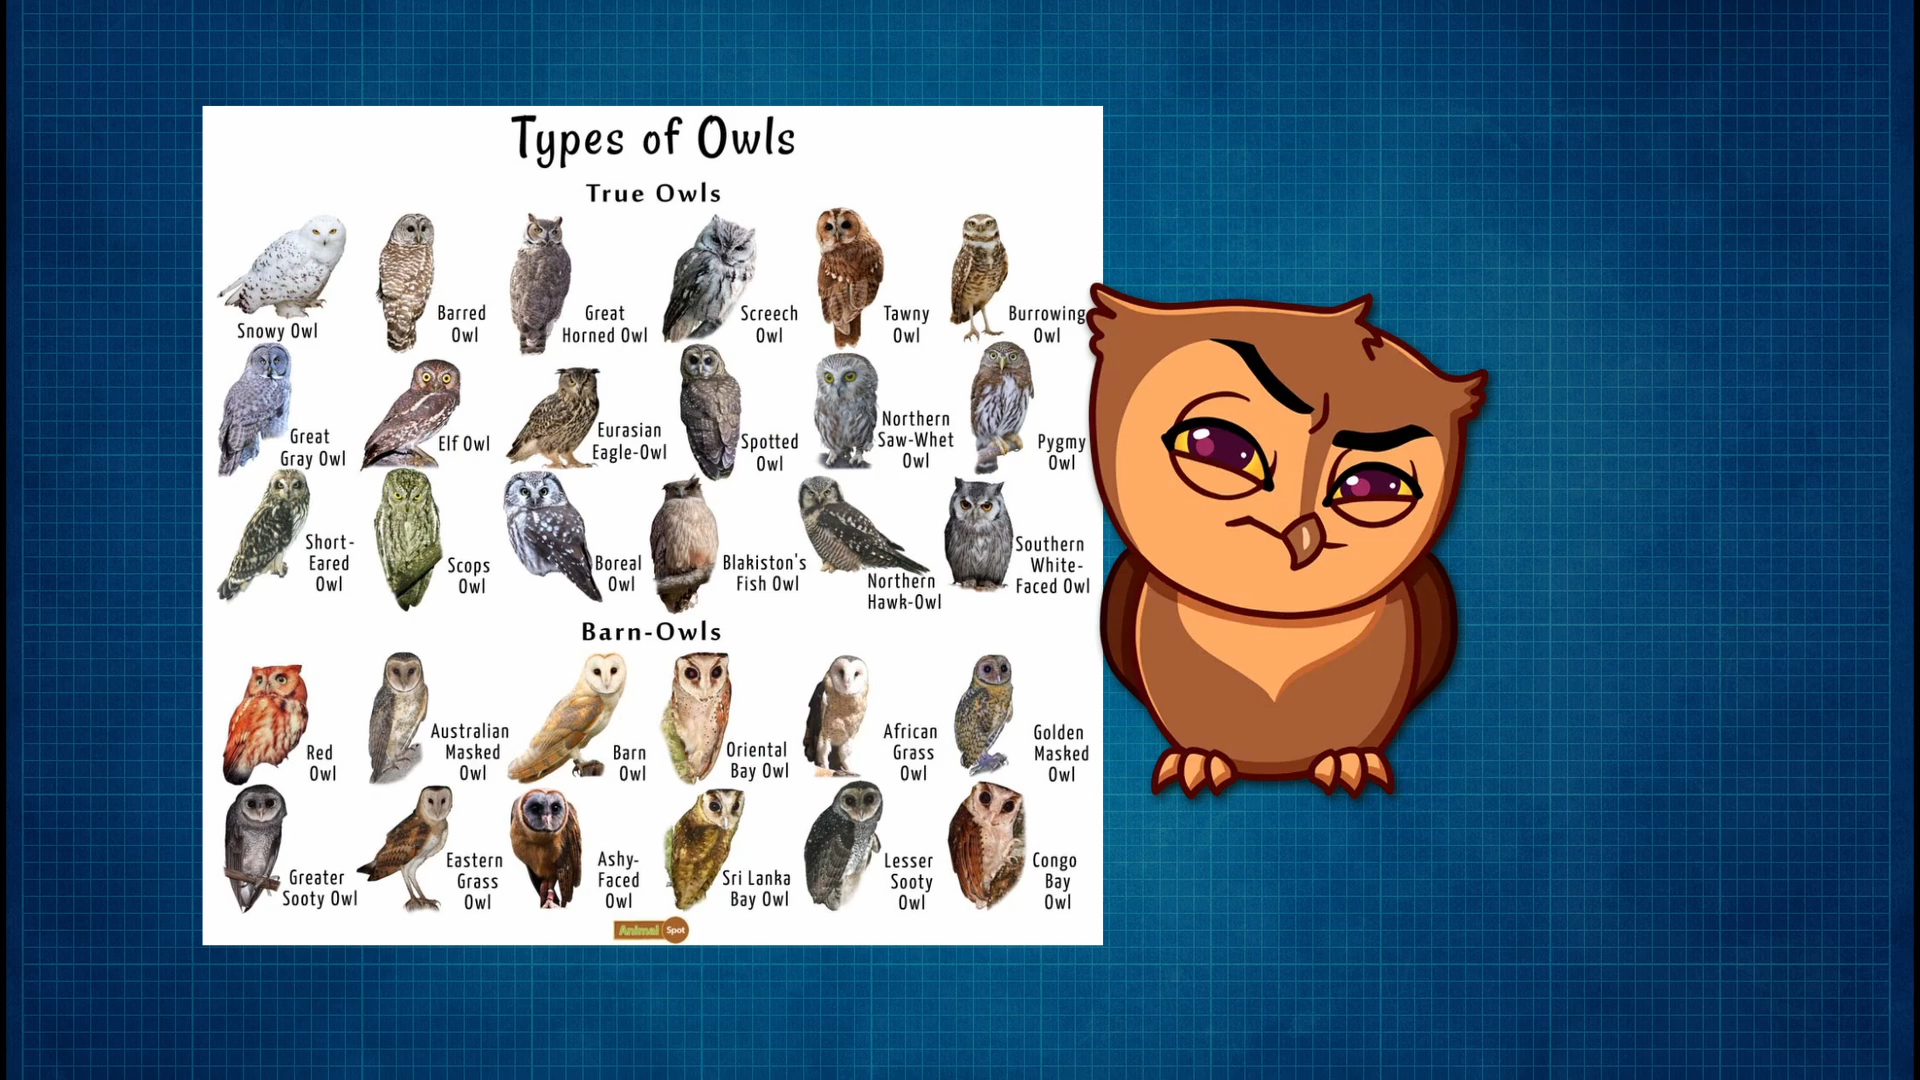 Types of Owls
True Owls
Snowy Owl
Barred
Owl
Great
Horned Owl
Screech
Owl
Tawny
Owl
Burrowing
Owl
Great
Gray Owl
Elf Owl
Eurasian
Eagle-Owl
Spotted
Owl
Northern
Saw-Whet
Owl
Pygmy
Owl
Short-
Eared
Owl
Scops
Owl
Boreal
Owl
Blakiston's
Fish Owl
Northern
Hawk-Owl
Southern
White-
Faced Owl
Barn-Owls
Red
Owl
Australian
Masked
Owl
Barn
Owl
Oriental
Bay Owl
African
Grass
Owl
Golden
Masked
Owl
Greater
Sooty Owl
Eastern
Grass
Owl
Ashy-
Faced
Owl
Sri Lanka
Bay Owl
Lesser
Sooty
Owl
Congo
Bay
Owl
Animal Spot